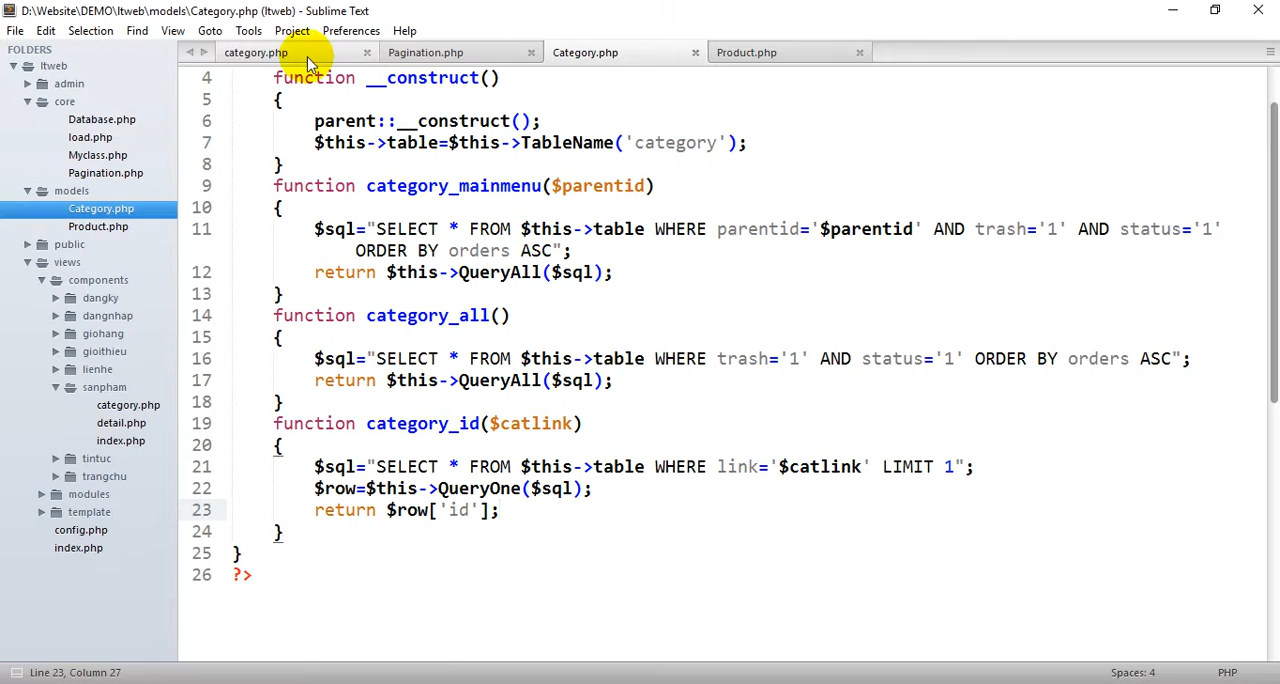 D:\Website\DEMO\ltweb\models\Category.php (ltweb) - Sublime Text
File Edit Selection Find View Goto Tools Project Preferences Help
FOLDERS
ltweb
admin
core
Database.php
load.php
Myclass.php
Pagination.php
models
Category.php
Product.php
public
views
components
dangky
dangnhap
giohang
gioithieu
lienhe
sanpham
category.php
detail.php
index.php
tintuc
trangchu
modules
template
config.php
index.php
category.php Pagination.php Category.php Product.php
4 function __construct()
5 {
6 parent::__construct();
7 $this->table=$this->TableName('category');
8 }
9 function category_mainmenu($parentid)
10 {
11 $sql="SELECT * FROM $this->table WHERE parentid='$parentid' AND trash='1' AND status='1'
ORDER BY orders ASC";
12 return $this->QueryAll($sql);
13 }
14 function category_all()
15 {
16 $sql="SELECT * FROM $this->table WHERE trash='1' AND status='1' ORDER BY orders ASC";
17 return $this->QueryAll($sql);
18 }
19 function category_id($catlink)
20 {
21 $sql="SELECT * FROM $this->table WHERE link='$catlink' LIMIT 1";
22 $row=$this->QueryOne($sql);
23 return $row['id'];
24 }
25 }
26 ?>
Line 23, Column 27 Spaces: 4 PHP